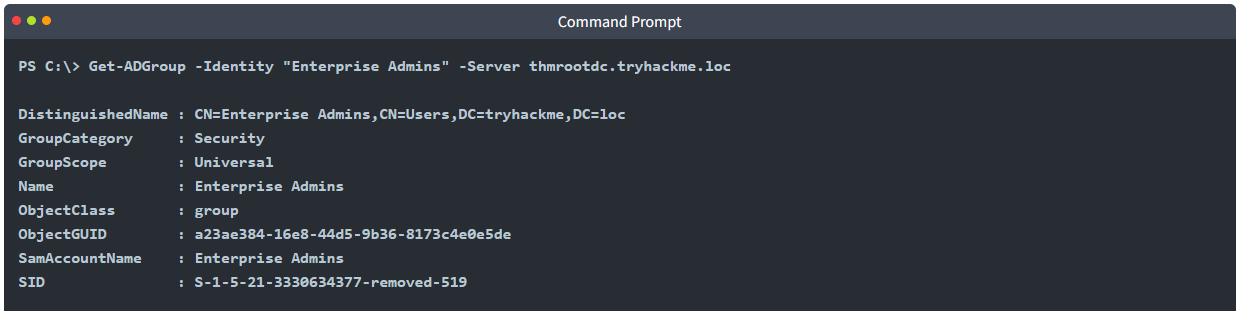 Command Prompt
PS C:\> Get-ADGroup -Identity "Enterprise Admins" -Server thmrootdc.tryhackme.loc
DistinguishedName : CN=Enterprise Admins,CN=Users,DC=tryhackme,DC=loc
GroupCategory     : Security
GroupScope        : Universal
Name              : Enterprise Admins
ObjectClass       : group
ObjectGUID        : a23ae384-16e8-44d5-9b36-8173c4e0e5de
SamAccountName    : Enterprise Admins
SID               : S-1-5-21-3330634377-removed-519